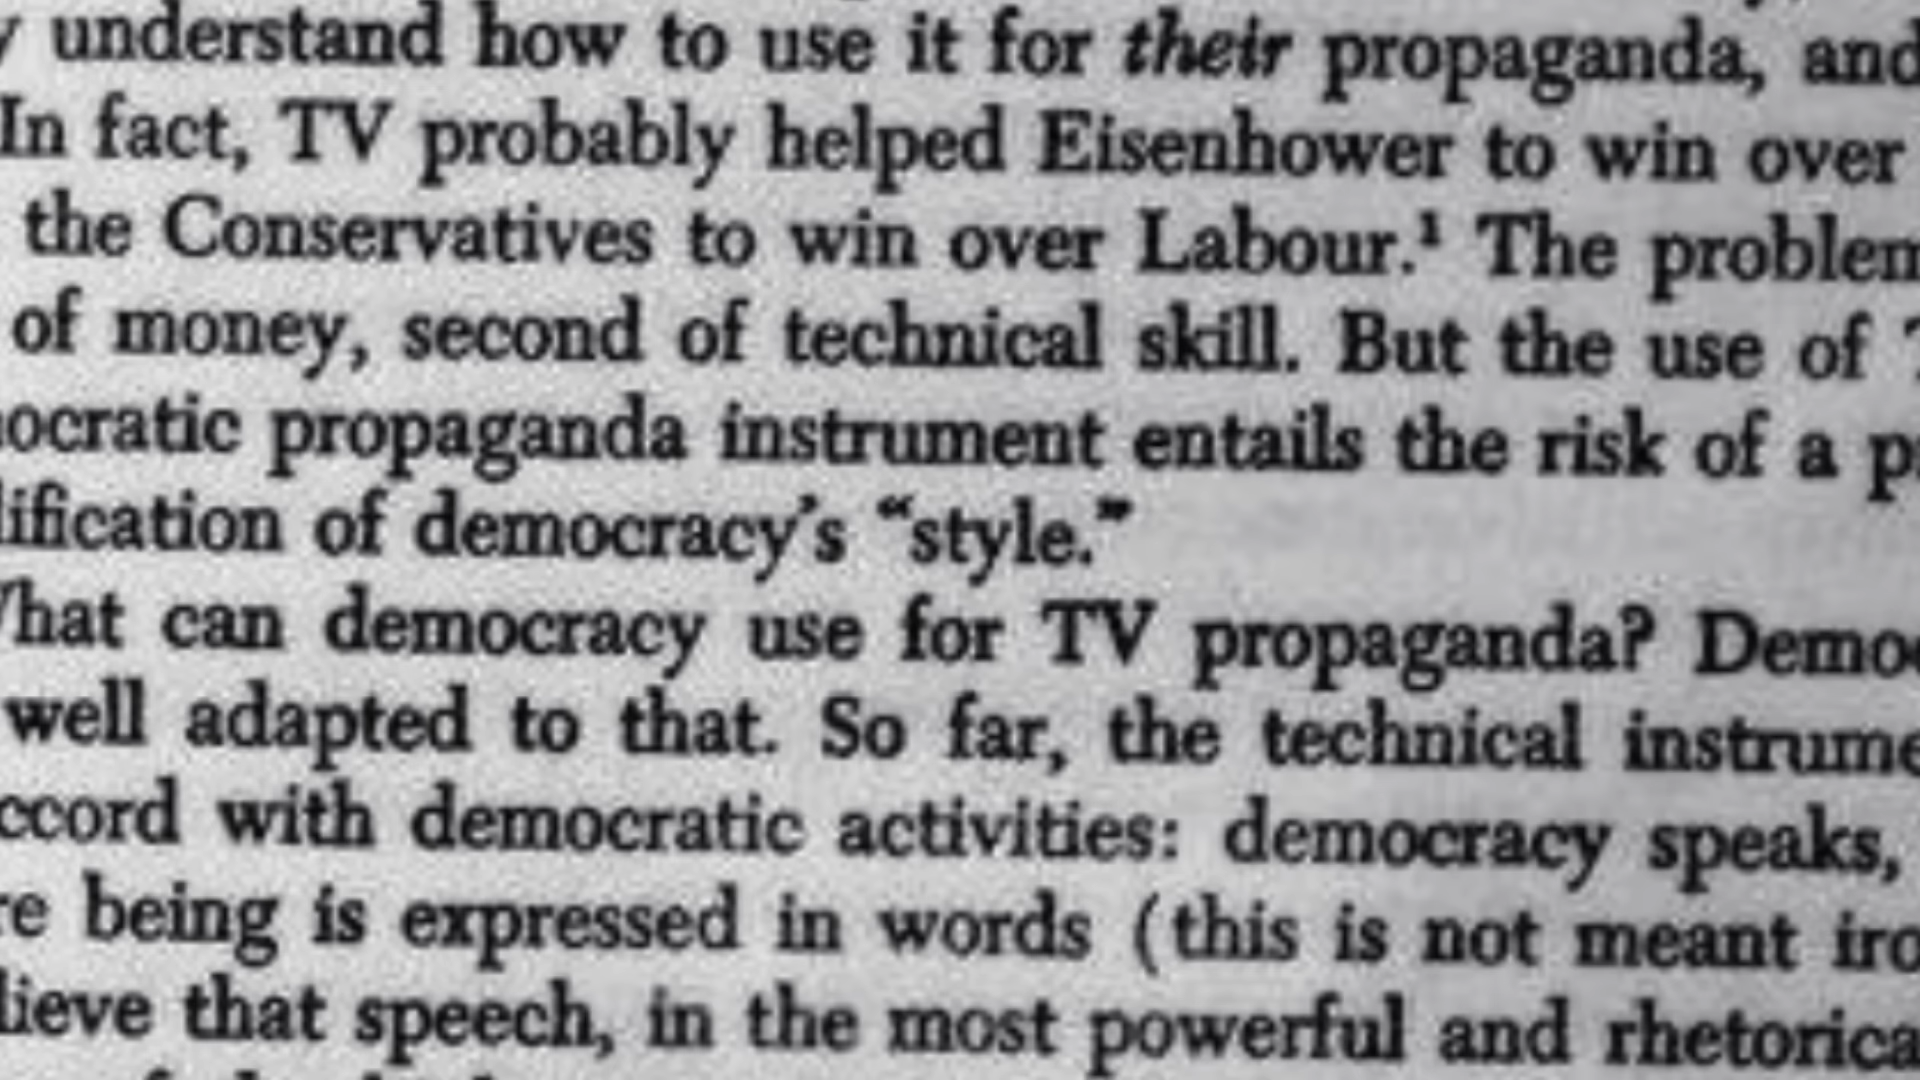 understand how to use it for their propaganda, and
In fact, TV probably helped Eisenhower to win over
the Conservatives to win over Labour.¹ The problem
of money, second of technical skill. But the use of
ocratic propaganda instrument entails the risk of a
lification of democracy's “style.”
hat can democracy use for TV propaganda? Democ
well adapted to that. So far, the technical instrume
ccord with democratic activities: democracy speaks,
re being is expressed in words (this is not meant iro
lieve that speech, in the most powerful and rhetorica